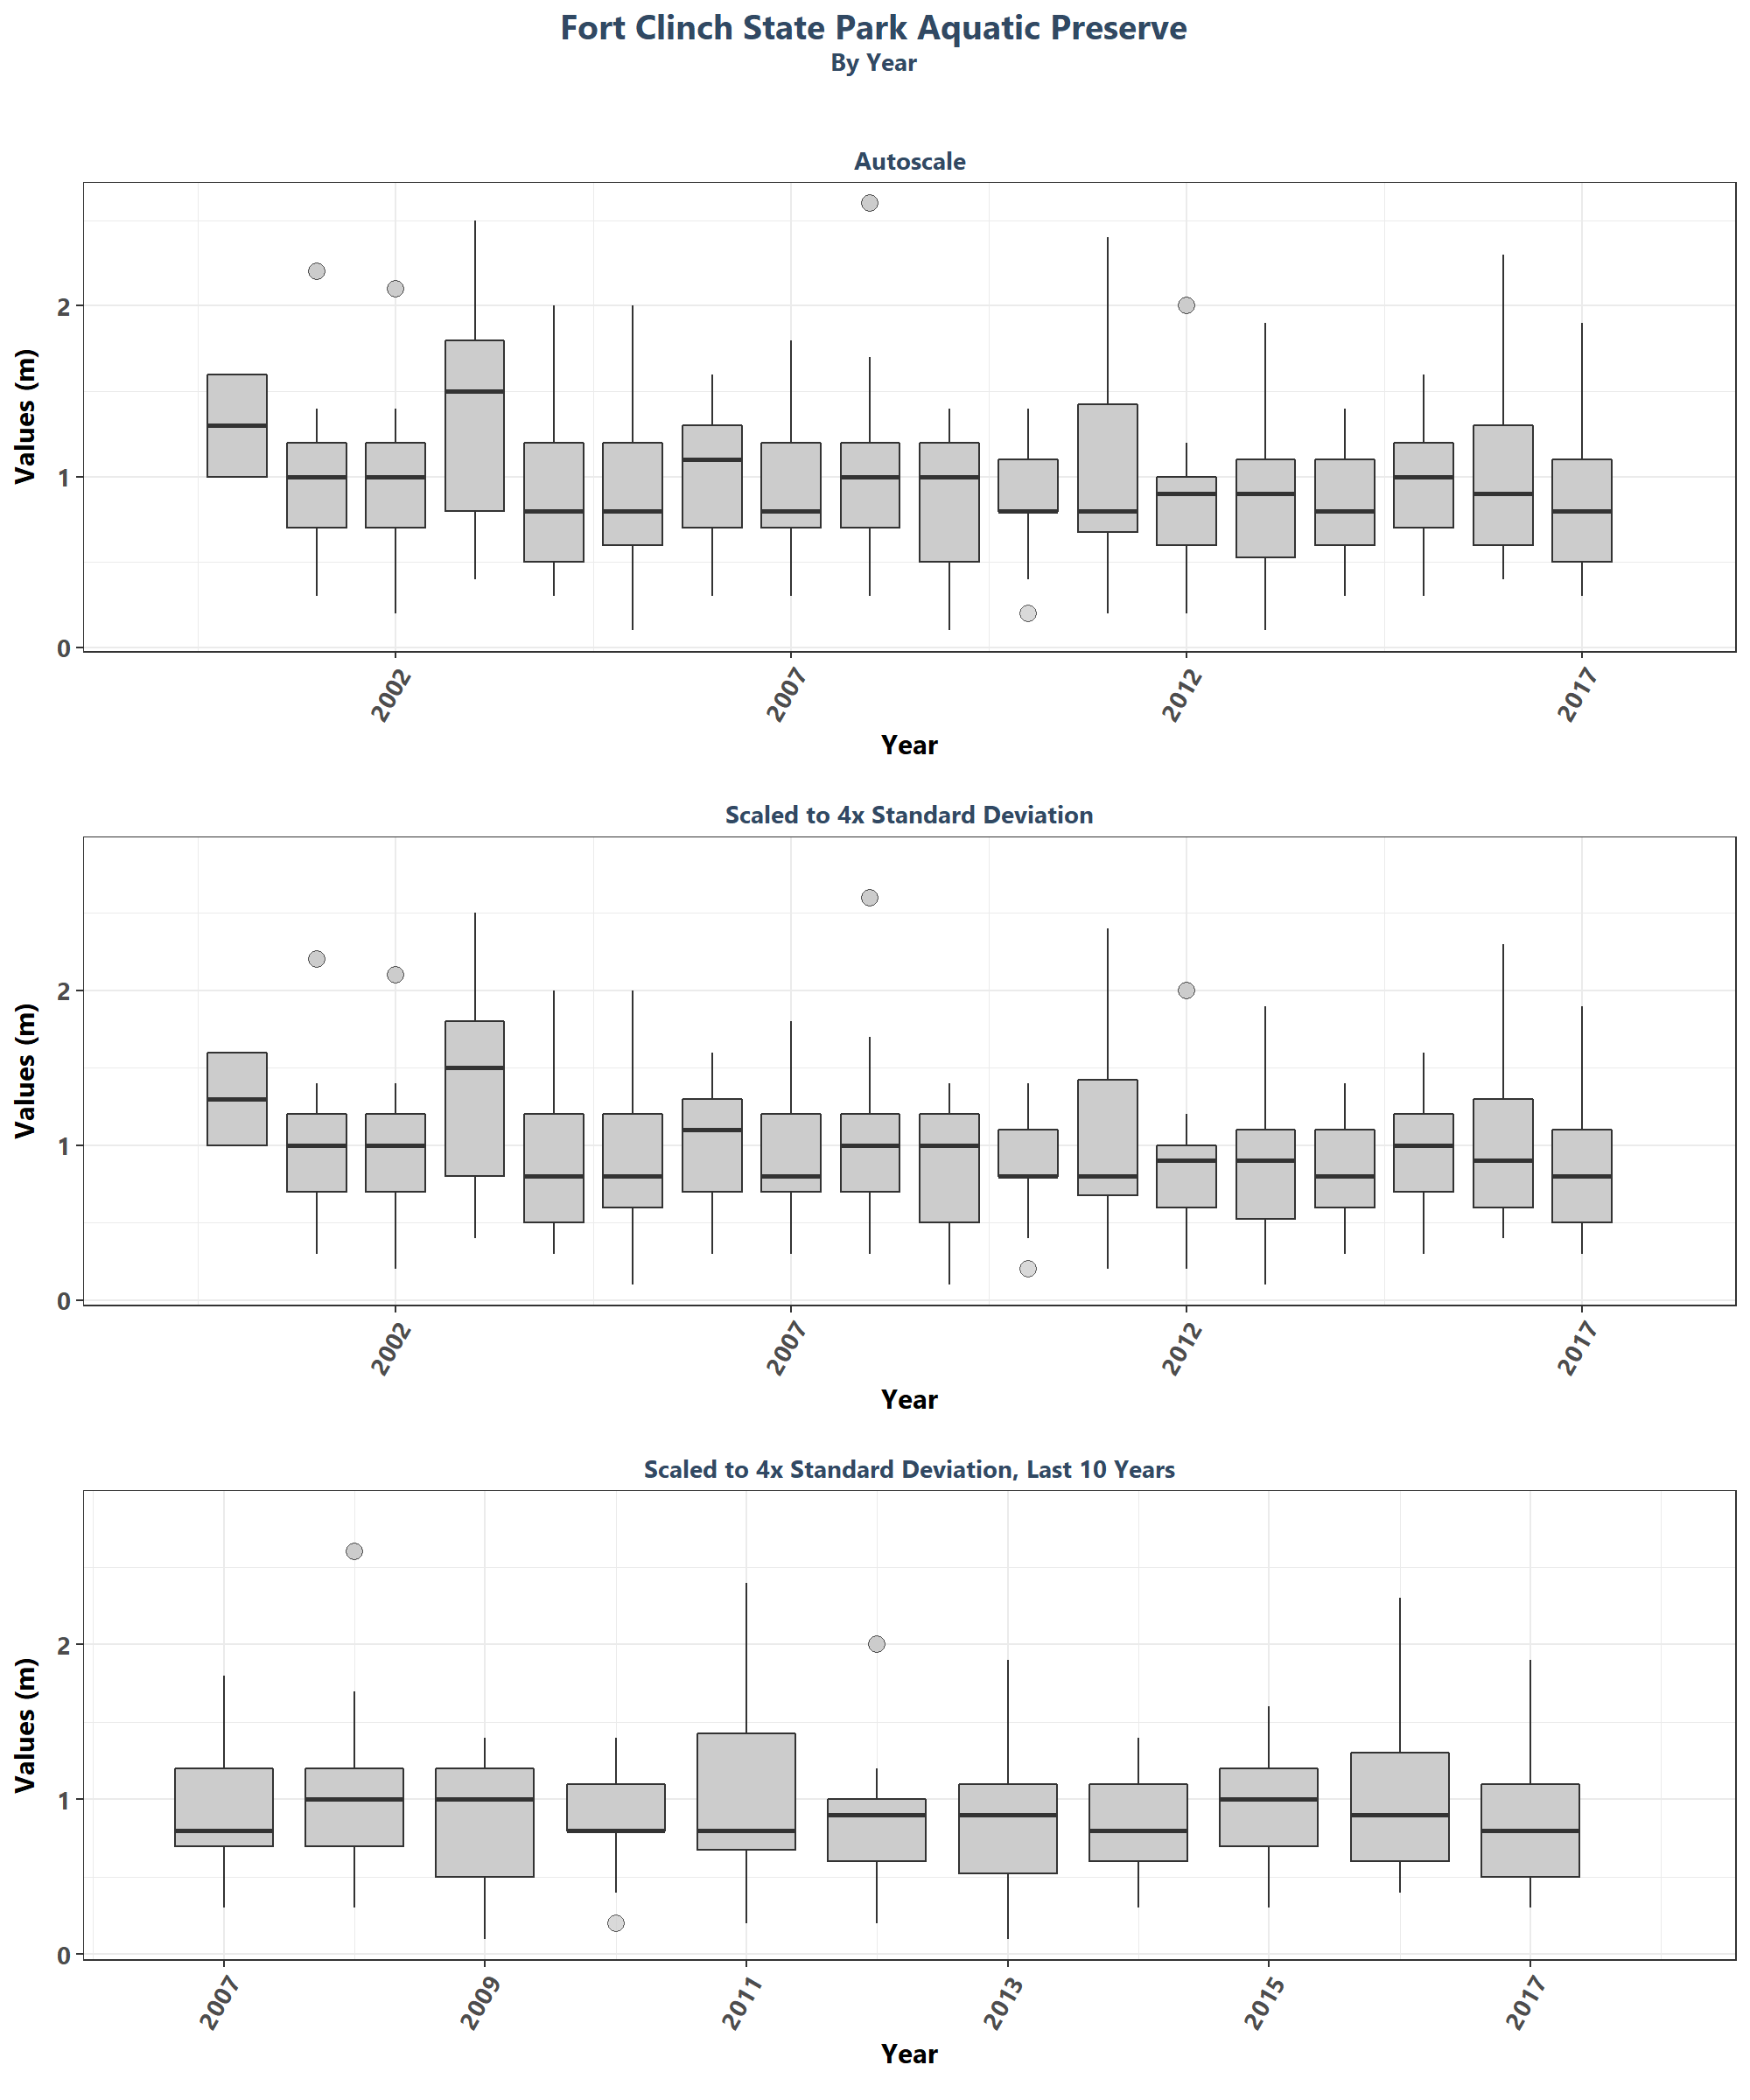 Fort Clinch State Park Aquatic Preserve
By Year
Autoscale
Values (m)
2
1
0
2002
2007
2012
2017
Year
Scaled to 4x Standard Deviation
Values (m)
2
1
0
2002
2007
2012
2017
Year
Scaled to 4x Standard Deviation, Last 10 Years
Values (m)
2
1
0
2007
2009
2011
2013
2015
2017
Year